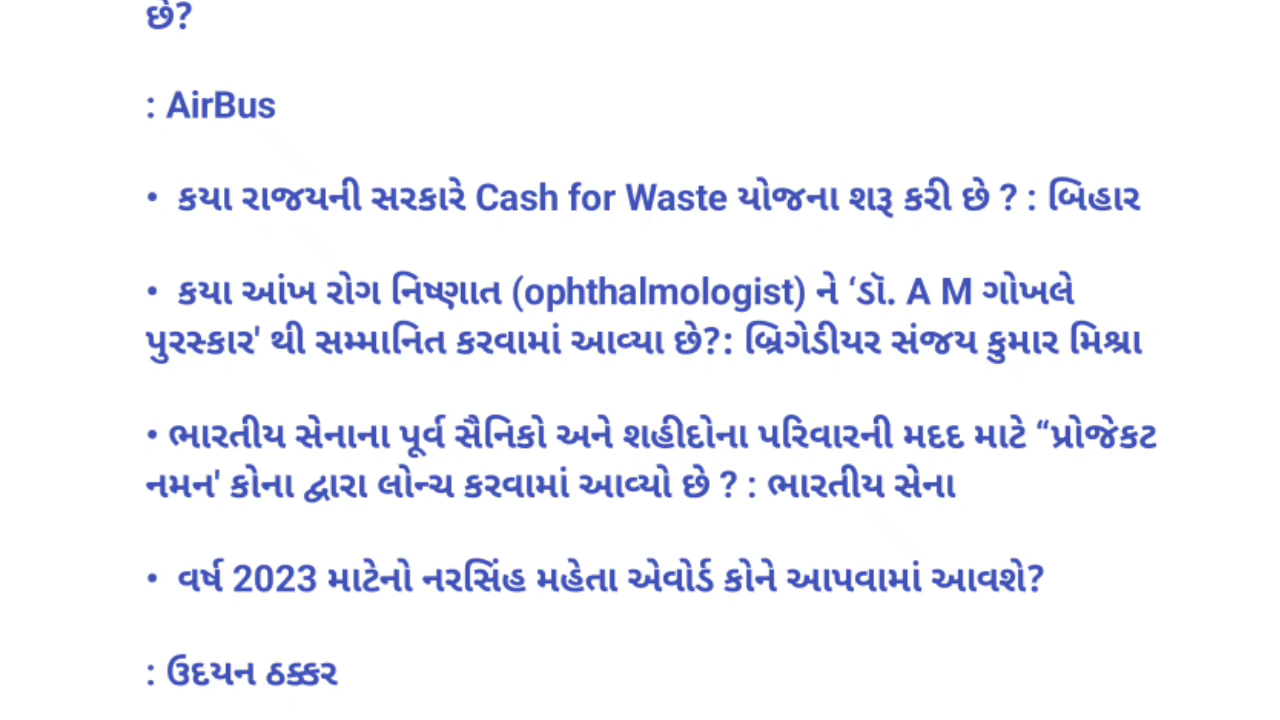 છે?
: AirBus
• કયા રાજયની સરકારે Cash for Waste યોજના શરૂ કરી છે ? : બિહાર
• કયા આંખ રોગ નિષ્ણાત (ophthalmologist) ને ‘ડૉ. A M ગોખલે
પુરસ્કાર' થી સમ્માનિત કરવામાં આવ્યા છે?: બ્રિગેડીયર સંજય કુમાર મિશ્રા
• ભારતીય સેનાના પૂર્વ સૈનિકો અને શહીદોના પરિવારની મદદ માટે “પ્રોજેકટ
નમન' કોના દ્વારા લોન્ચ કરવામાં આવ્યો છે ? : ભારતીય સેના
• વર્ષ 2023 માટેનો નરસિંહ મહેતા એવોર્ડ કોને આપવામાં આવશે?
: ઉદયન ઠક્કર